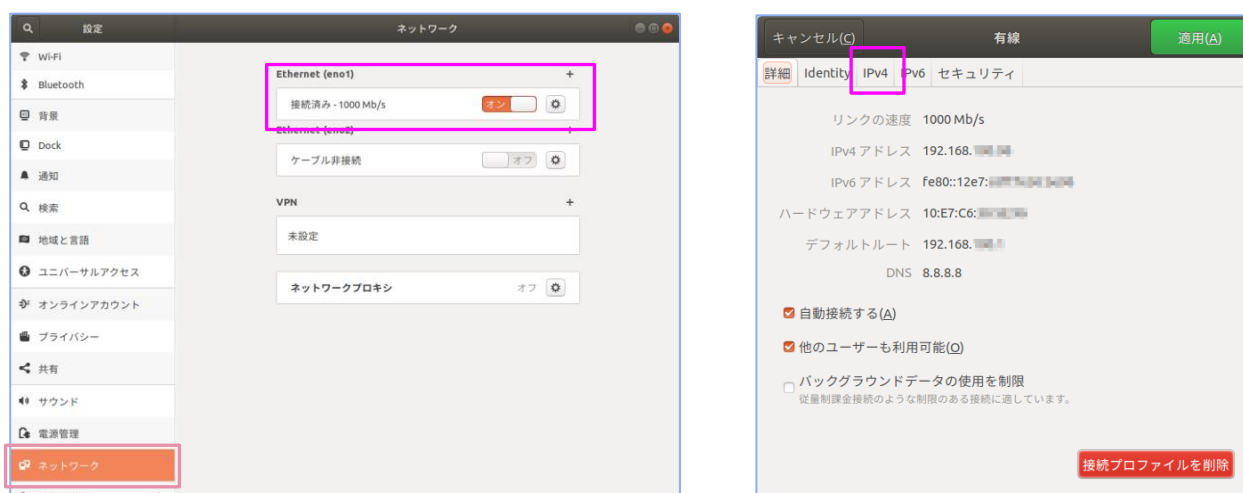 設定
ネットワーク
Wi-Fi
Bluetooth
背景
Dock
通知
検索
地域と言語
ユニバーサルアクセス
オンラインアカウント
プライバシー
共有
サウンド
電源管理
ネットワーク
Ethernet (eno1)
+
接続済み - 1000 Mb/s
オン
Ethernet (eno2)
+
ケーブル非接続
オフ
VPN
+
未設定
ネットワークプロキシ
オフ
キャンセル(C)
有線
適用(A)
詳細 Identity IPv4 IPv6 セキュリティ
リンクの速度 1000 Mb/s
IPv4 アドレス 192.168.
IPv6 アドレス fe80::12e7:
ハードウェアアドレス 10:E7:C6:
デフォルトルート 192.168.
DNS 8.8.8.8
自動接続する(A)
他のユーザーも利用可能(O)
バックグラウンドデータの使用を制限
従量制課金接続のような制限のある接続に適しています。
接続プロファイルを削除